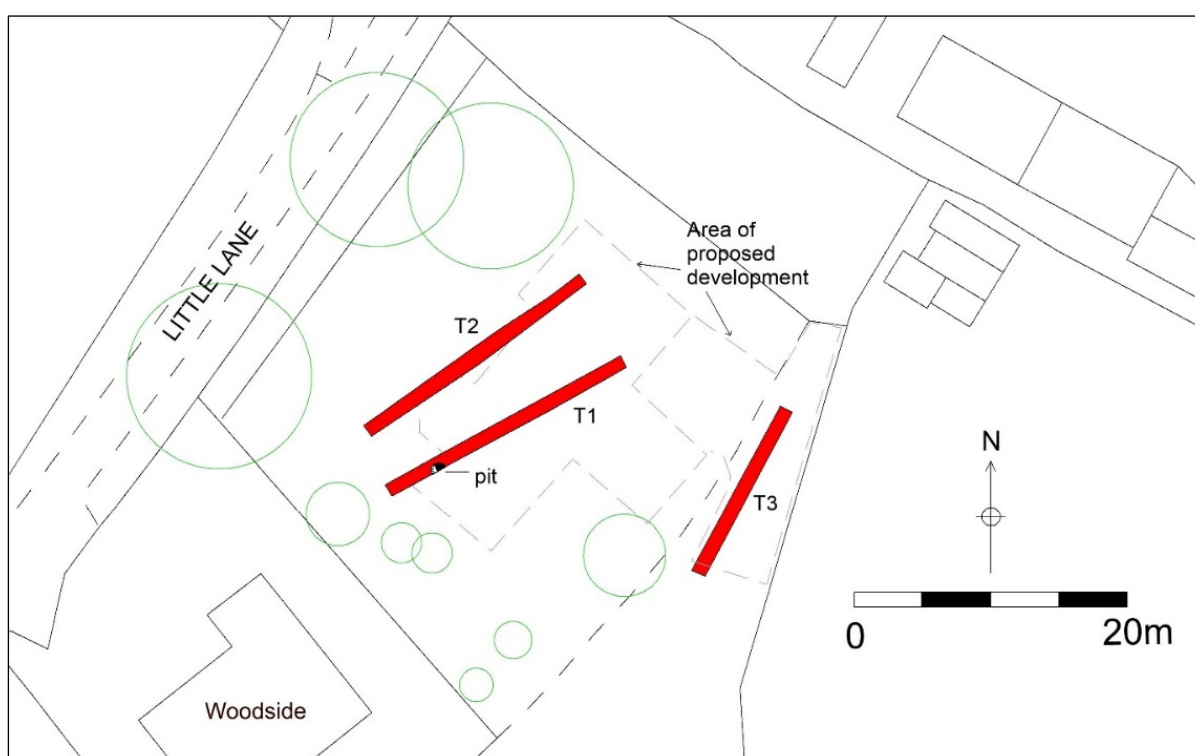 LITTLE LANE
Area of
proposed
development
T2
T1
pit
T3
N
0
20m
Woodside